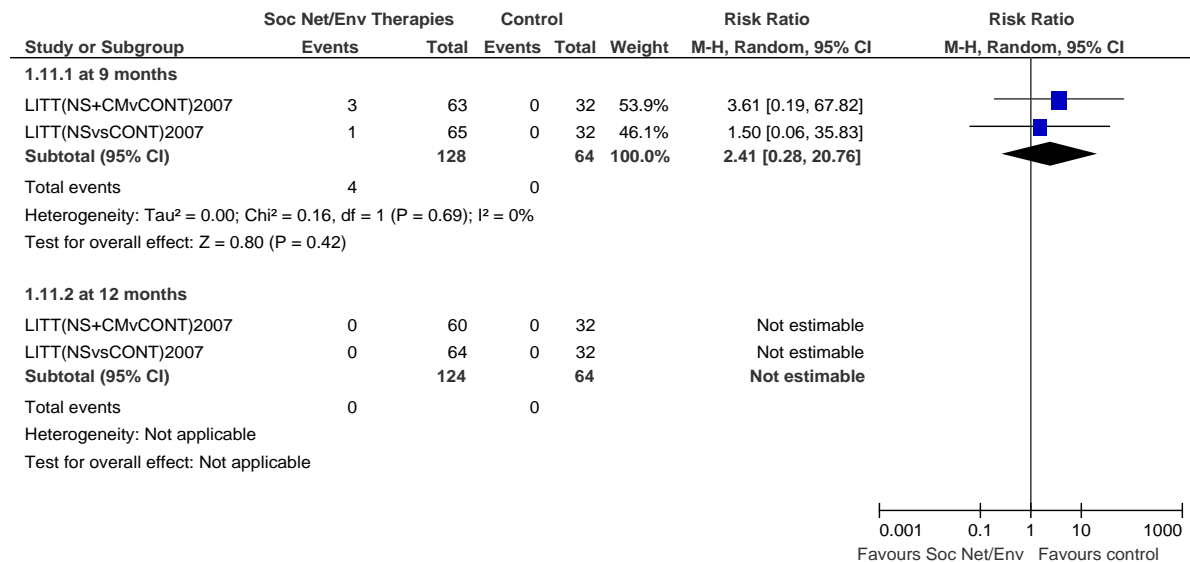 Soc Net/Env Therapies Control Risk Ratio Risk Ratio
Study or Subgroup Events Total Events Total Weight M-H, Random, 95% CI M-H, Random, 95% CI
1.11.1 at 9 months
LITT(NS+CMvCONT)2007 3 63 0 32 53.9% 3.61 [0.19, 67.82]
LITT(NSvsCONT)2007 1 65 0 32 46.1% 1.50 [0.06, 35.83]
Subtotal (95% CI) 128 64 100.0% 2.41 [0.28, 20.76]
Total events 4 0
Heterogeneity: Tau² = 0.00; Chi² = 0.16, df = 1 (P = 0.69); I² = 0%
Test for overall effect: Z = 0.80 (P = 0.42)
1.11.2 at 12 months
LITT(NS+CMvCONT)2007 0 60 0 32 Not estimable
LITT(NSvsCONT)2007 0 64 0 32 Not estimable
Subtotal (95% CI) 124 64 Not estimable
Total events 0 0
Heterogeneity: Not applicable
Test for overall effect: Not applicable
0.001 0.1 1 10 1000
Favours Soc Net/Env Favours control